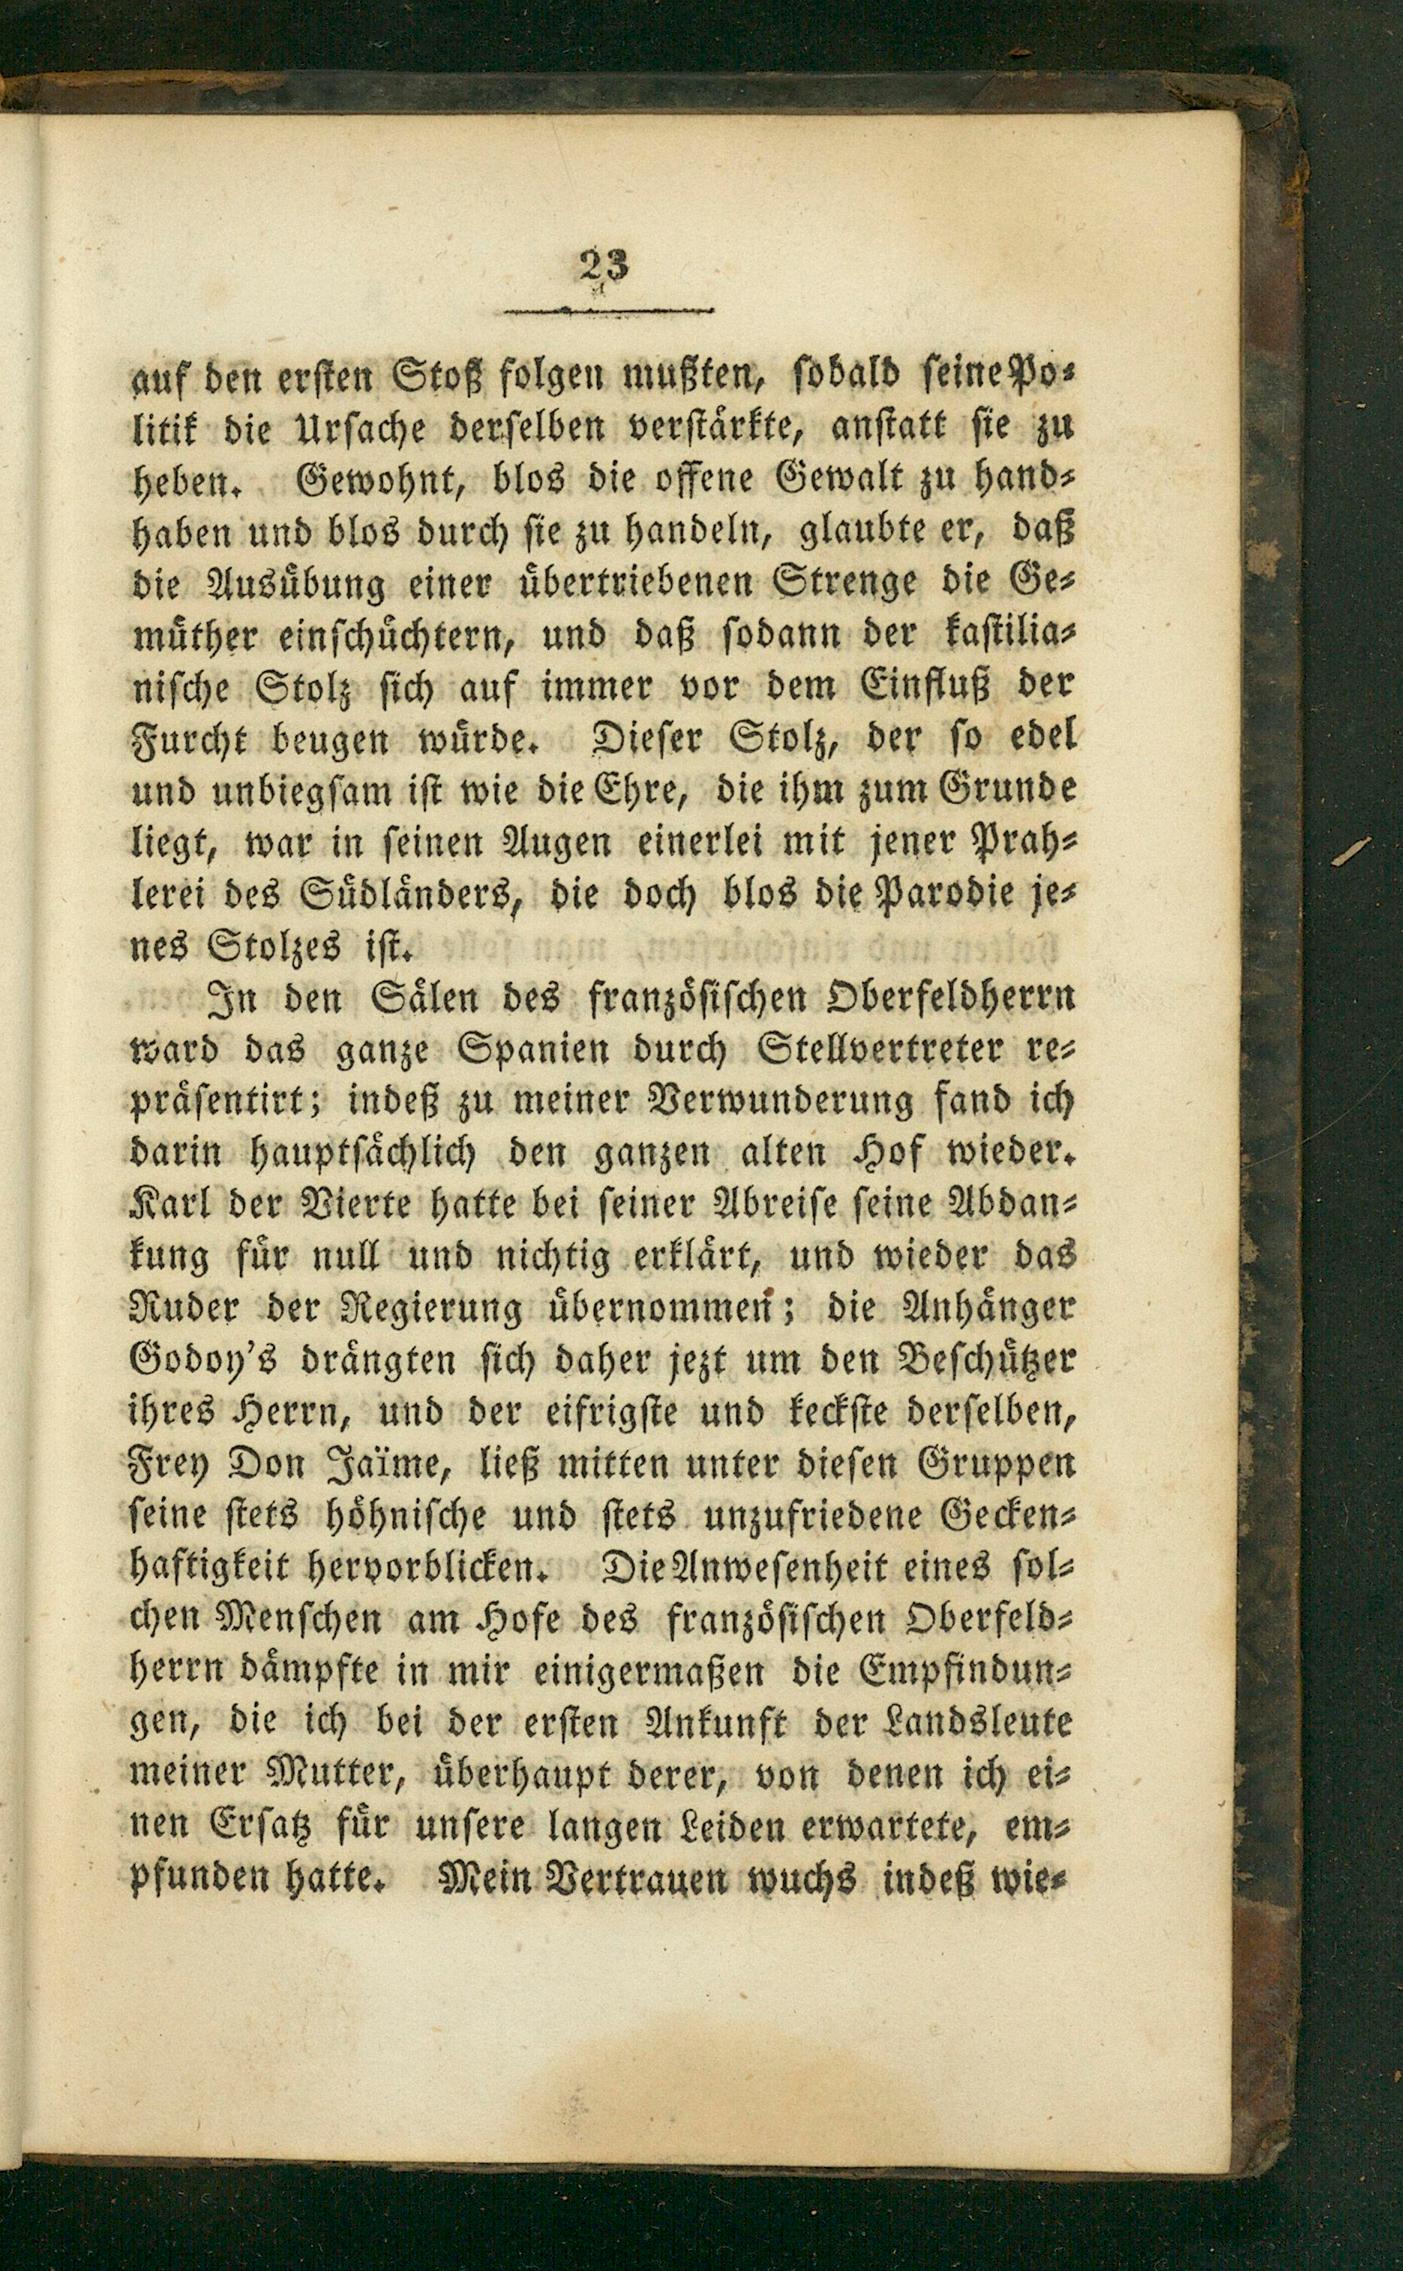 23
auf den ersten Stoß folgen mußten, sobald seine Po-
litik die Ursache derselben verstärkte, anstatt sie zu
heben. Gewohnt, blos die offene Gewalt zu hand-
haben und blos durch sie zu handeln, glaubte er, daß
die Ausübung einer übertriebenen Strenge die Ge-
müther einschüchtern, und daß sodann der kastilia-
nische Stolz sich auf immer vor dem Einfluß der
Furcht beugen würde. Dieser Stolz, der so edel
und unbiegsam ist wie die Ehre, die ihm zum Grunde
liegt, war in seinen Augen einerlei mit jener Prah-
lerei des Südländers, die doch blos die Parodie je-
nes Stolzes ist.
In den Sälen des französischen Oberfeldherrn
ward das ganze Spanien durch Stellvertreter re-
präsentirt; indeß zu meiner Verwunderung fand ich
darin hauptsächlich den ganzen alten Hof wieder.
Karl der Vierte hatte bei seiner Abreise seine Abdan-
kung für null und nichtig erklärt, und wieder das
Ruder der Regierung übernommen; die Anhänger
Godoy's drängten sich daher jezt um den Beschützer
ihres Herrn, und der eifrigste und keckste derselben,
Frey Don Jaïme, ließ mitten unter diesen Gruppen
seine stets höhnische und stets unzufriedene Gecken-
haftigkeit hervorblicken. Die Anwesenheit eines sol-
chen Menschen am Hofe des französischen Oberfeld-
herrn dämpfte in mir einigermaßen die Empfindun-
gen, die ich bei der ersten Ankunft der Landsleute
meiner Mutter, überhaupt derer, von denen ich ei-
nen Ersatz für unsere langen Leiden erwartete, em-
pfunden hatte. Mein Vertrauen wuchs indeß wie-